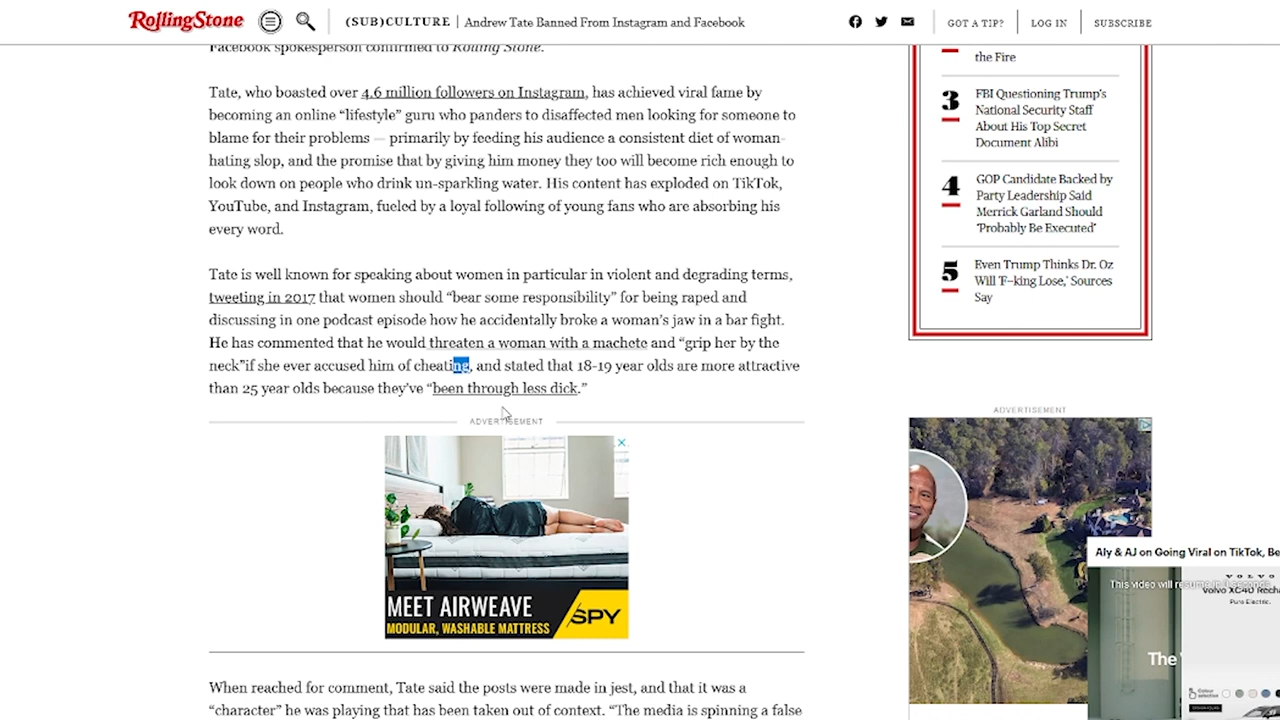 RollingStone
(SUB)CULTURE | Andrew Tate Banned From Instagram and Facebook
GOT A TIP?
LOG IN
SUBSCRIBE
Facebook spokesperson confirmed to Rolling Stone.
Tate, who boasted over 4.6 million followers on Instagram, has achieved viral fame by
becoming an online “lifestyle” guru who panders to disaffected men looking for someone to
blame for their problems — primarily by feeding his audience a consistent diet of woman-
hating slop, and the promise that by giving him money they too will become rich enough to
look down on people who drink un-sparkling water. His content has exploded on TikTok,
YouTube, and Instagram, fueled by a loyal following of young fans who are absorbing his
every word.
Tate is well known for speaking about women in particular in violent and degrading terms,
tweeting in 2017 that women should “bear some responsibility” for being raped and
discussing in one podcast episode how he accidentally broke a woman’s jaw in a bar fight.
He has commented that he would threaten a woman with a machete and “grip her by the
neck”if she ever accused him of cheating, and stated that 18-19 year olds are more attractive
than 25 year olds because they’ve “been through less dick.”
ADVERTISEMENT
MEET AIRWEAVE
MODULAR, WASHABLE MATTRESS
SPY
When reached for comment, Tate said the posts were made in jest, and that it was a
“character” he was playing that has been taken out of context. “The media is spinning a false
the Fire
3
FBI Questioning Trump’s
National Security Staff
About His Top Secret
Document Alibi
4
GOP Candidate Backed by
Party Leadership Said
Merrick Garland Should
‘Probably Be Executed’
5
Even Trump Thinks Dr. Oz
Will ‘F--king Lose,’ Sources
Say
ADVERTISEMENT
Aly & AJ on Going Viral on TikTok, Be
VOLVO
This video will resume in
Volvo XC40 Recha
Pure Electric.
The
Colour
selection